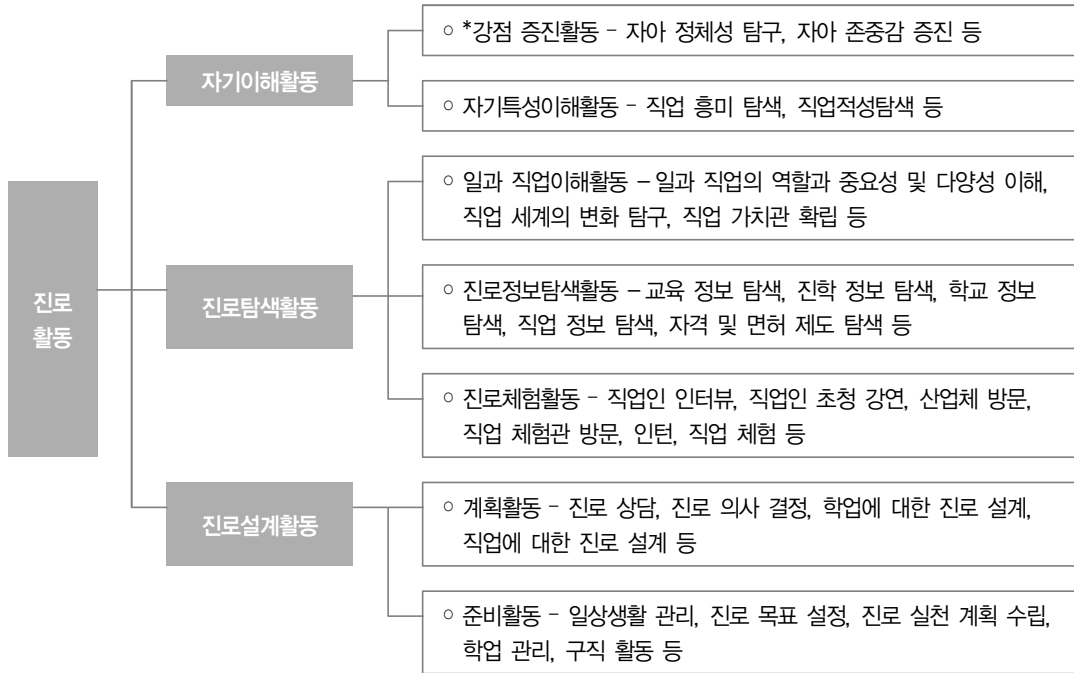 진로
활동
자기이해활동
○ *강점 증진활동 - 자아 정체성 탐구, 자아 존중감 증진 등
○ 자기특성이해활동 - 직업 흥미 탐색, 직업적성탐색 등
진로탐색활동
○ 일과 직업이해활동 – 일과 직업의 역할과 중요성 및 다양성 이해,
직업 세계의 변화 탐구, 직업 가치관 확립 등
○ 진로정보탐색활동 – 교육 정보 탐색, 진학 정보 탐색, 학교 정보
탐색, 직업 정보 탐색, 자격 및 면허 제도 탐색 등
○ 진로체험활동 - 직업인 인터뷰, 직업인 초청 강연, 산업체 방문,
직업 체험관 방문, 인턴, 직업 체험 등
진로설계활동
○ 계획활동 - 진로 상담, 진로 의사 결정, 학업에 대한 진로 설계,
직업에 대한 진로 설계 등
○ 준비활동 - 일상생활 관리, 진로 목표 설정, 진로 실천 계획 수립,
학업 관리, 구직 활동 등